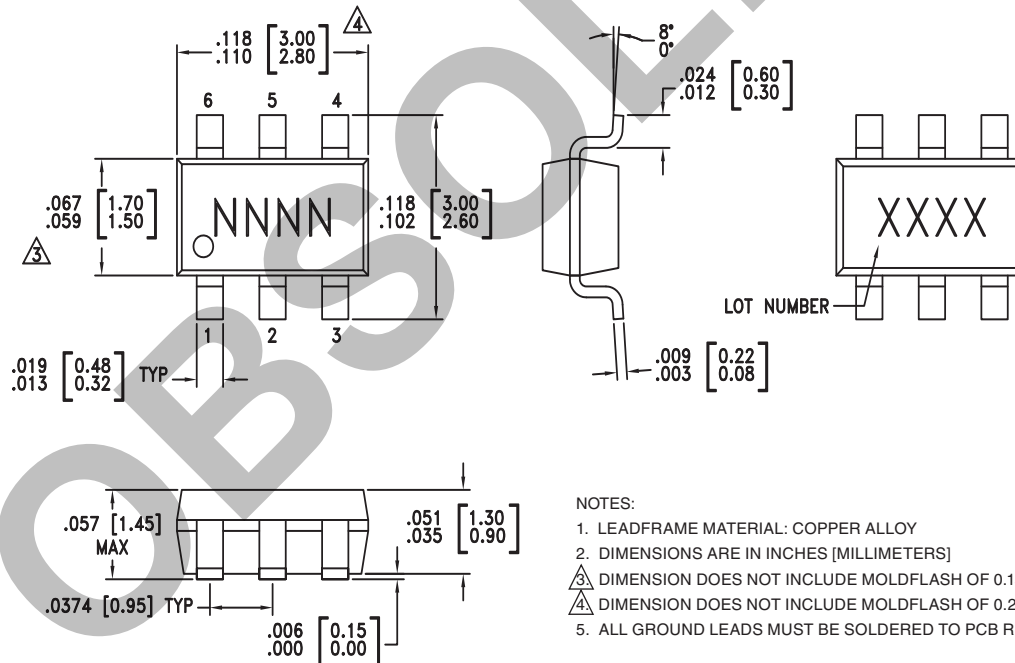 .118 [3.00]
.110 [2.80]
4
8°
0°
.024 [0.60]
.012 [0.30]
6 5 4
.067 [1.70]
.059 [1.50]
3
NNNN
.118 [3.00]
.102 [2.60]
XXXX
LOT NUMBER
1 2 3
.019 [0.48]
.013 [0.32]
TYP
.009 [0.22]
.003 [0.08]
.057 [1.45]
MAX
.051 [1.30]
.035 [0.90]
.0374 [0.95] TYP
.006 [0.15]
.000 [0.00]
NOTES:
1. LEADFRAME MATERIAL: COPPER ALLOY
2. DIMENSIONS ARE IN INCHES [MILLIMETERS]
3. DIMENSION DOES NOT INCLUDE MOLDFLASH OF 0.1
4. DIMENSION DOES NOT INCLUDE MOLDFLASH OF 0.2
5. ALL GROUND LEADS MUST BE SOLDERED TO PCB R
OBSOL